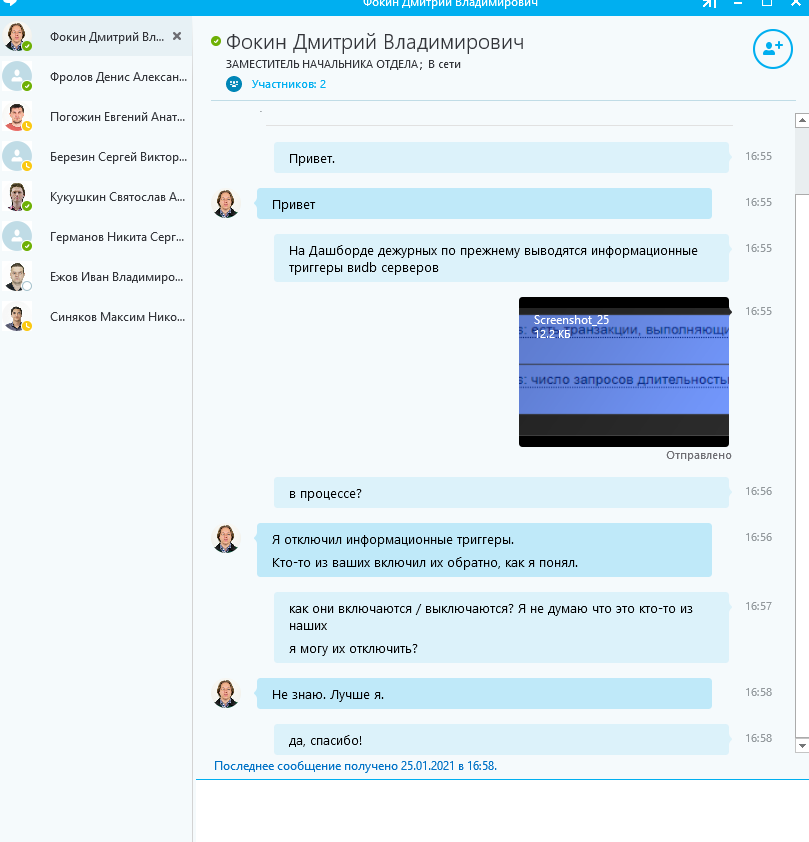 Фокин Дмитрий Владимирович
Фокин Дмитрий Вл...
Фролов Денис Алексан...
Погожин Евгений Анат...
Березин Сергей Виктор...
Кукушкин Святослав А...
Германов Никита Серг...
Ежов Иван Владимиро...
Синяков Максим Нико...
Фокин Дмитрий Владимирович
ЗАМЕСТИТЕЛЬ НАЧАЛЬНИКА ОТДЕЛА; В сети
Участников: 2
Привет.
16:55
Привет
16:55
На Дашборде дежурных по прежнему выводятся информационные
триггеры виdb серверов
16:55
Screenshot_25
12.2 КБ
транзакции, выполняющи
s: число запросов длительность
16:55
Отправлено
в процессе?
16:56
Я отключил информационные триггеры.
Кто-то из ваших включил их обратно, как я понял.
16:56
как они включаются / выключаются? Я не думаю что это кто-то из
наших
я могу их отключить?
16:57
Не знаю. Лучше я.
16:58
да, спасибо!
16:58
Последнее сообщение получено 25.01.2021 в 16:58.